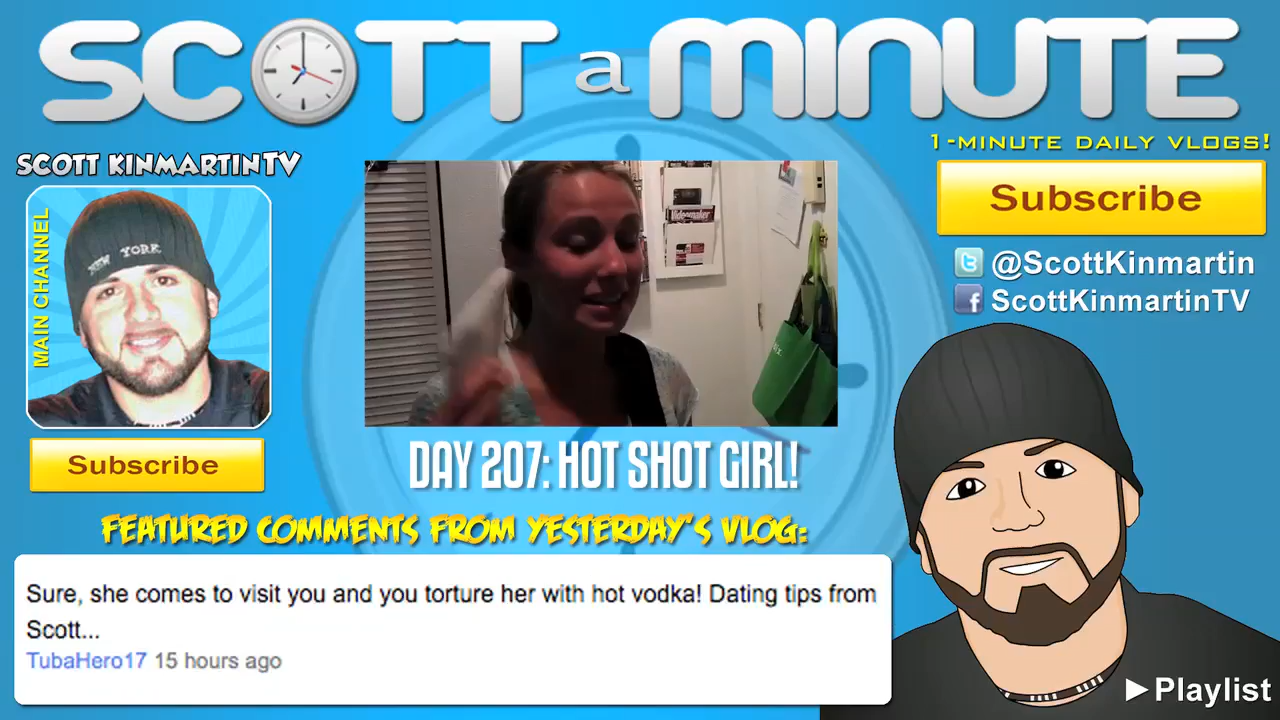 SCOTT a MINUTE
1-MINUTE DAILY VLOGS!
SCOTT KINMARTINTV
MAIN CHANNEL
NEW YORK
Subscribe
Videomaker
Subscribe
@ScottKinmartin
ScottKinmartinTV
DAY 207: HOT SHOT GIRL!
FEATURED COMMENTS FROM YESTERDAY'S VLOG:
Sure, she comes to visit you and you torture her with hot vodka! Dating tips from
Scott...
TubaHero17 15 hours ago
►Playlist